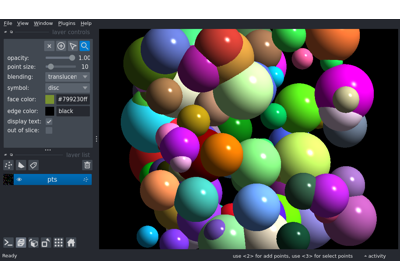 File View Window Plugins Help
layer controls
opacity: 1.00
point size: 10
blending: translucen
symbol: disc
face color: #799230ff
edge color: black
display text:
out of slice:
layer list
pts
Ready
use <2> for add points, use <3> for select points
activity